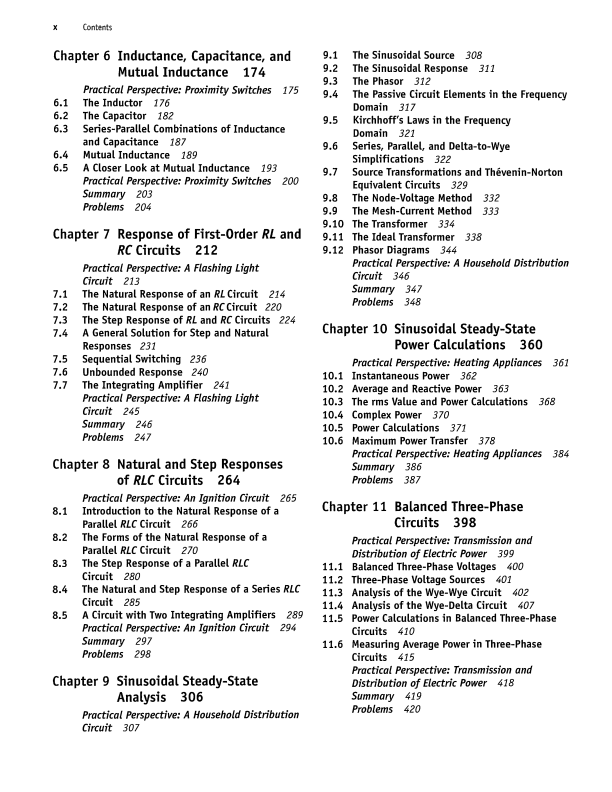 x Contents
Chapter 6 Inductance, Capacitance, and
Mutual Inductance 174
Practical Perspective: Proximity Switches 175
6.1 The Inductor 176
6.2 The Capacitor 182
6.3 Series-Parallel Combinations of Inductance
and Capacitance 187
6.4 Mutual Inductance 189
6.5 A Closer Look at Mutual Inductance 193
Practical Perspective: Proximity Switches 200
Summary 203
Problems 204
Chapter 7 Response of First-Order RL and
RC Circuits 212
Practical Perspective: A Flashing Light
Circuit 213
7.1 The Natural Response of an RL Circuit 214
7.2 The Natural Response of an RC Circuit 220
7.3 The Step Response of RL and RC Circuits 224
7.4 A General Solution for Step and Natural
Responses 231
7.5 Sequential Switching 236
7.6 Unbounded Response 240
7.7 The Integrating Amplifier 241
Practical Perspective: A Flashing Light
Circuit 245
Summary 246
Problems 247
Chapter 8 Natural and Step Responses
of RLC Circuits 264
Practical Perspective: An Ignition Circuit 265
8.1 Introduction to the Natural Response of a
Parallel RLC Circuit 266
8.2 The Forms of the Natural Response of a
Parallel RLC Circuit 270
8.3 The Step Response of a Parallel RLC
Circuit 280
8.4 The Natural and Step Response of a Series RLC
Circuit 285
8.5 A Circuit with Two Integrating Amplifiers 289
Practical Perspective: An Ignition Circuit 294
Summary 297
Problems 298
Chapter 9 Sinusoidal Steady-State
Analysis 306
Practical Perspective: A Household Distribution
Circuit 307
9.1 The Sinusoidal Source 308
9.2 The Sinusoidal Response 311
9.3 The Phasor 312
9.4 The Passive Circuit Elements in the Frequency
Domain 317
9.5 Kirchhoff's Laws in the Frequency
Domain 321
9.6 Series, Parallel, and Delta-to-Wye
Simplifications 322
9.7 Source Transformations and Thévenin-Norton
Equivalent Circuits 329
9.8 The Node-Voltage Method 332
9.9 The Mesh-Current Method 333
9.10 The Transformer 334
9.11 The Ideal Transformer 338
9.12 Phasor Diagrams 344
Practical Perspective: A Household Distribution
Circuit 346
Summary 347
Problems 348
Chapter 10 Sinusoidal Steady-State
Power Calculations 360
Practical Perspective: Heating Appliances 361
10.1 Instantaneous Power 362
10.2 Average and Reactive Power 363
10.3 The rms Value and Power Calculations 368
10.4 Complex Power 370
10.5 Power Calculations 371
10.6 Maximum Power Transfer 378
Practical Perspective: Heating Appliances 384
Summary 386
Problems 387
Chapter 11 Balanced Three-Phase
Circuits 398
Practical Perspective: Transmission and
Distribution of Electric Power 399
11.1 Balanced Three-Phase Voltages 400
11.2 Three-Phase Voltage Sources 401
11.3 Analysis of the Wye-Wye Circuit 402
11.4 Analysis of the Wye-Delta Circuit 407
11.5 Power Calculations in Balanced Three-Phase
Circuits 410
11.6 Measuring Average Power in Three-Phase
Circuits 415
Practical Perspective: Transmission and
Distribution of Electric Power 418
Summary 419
Problems 420